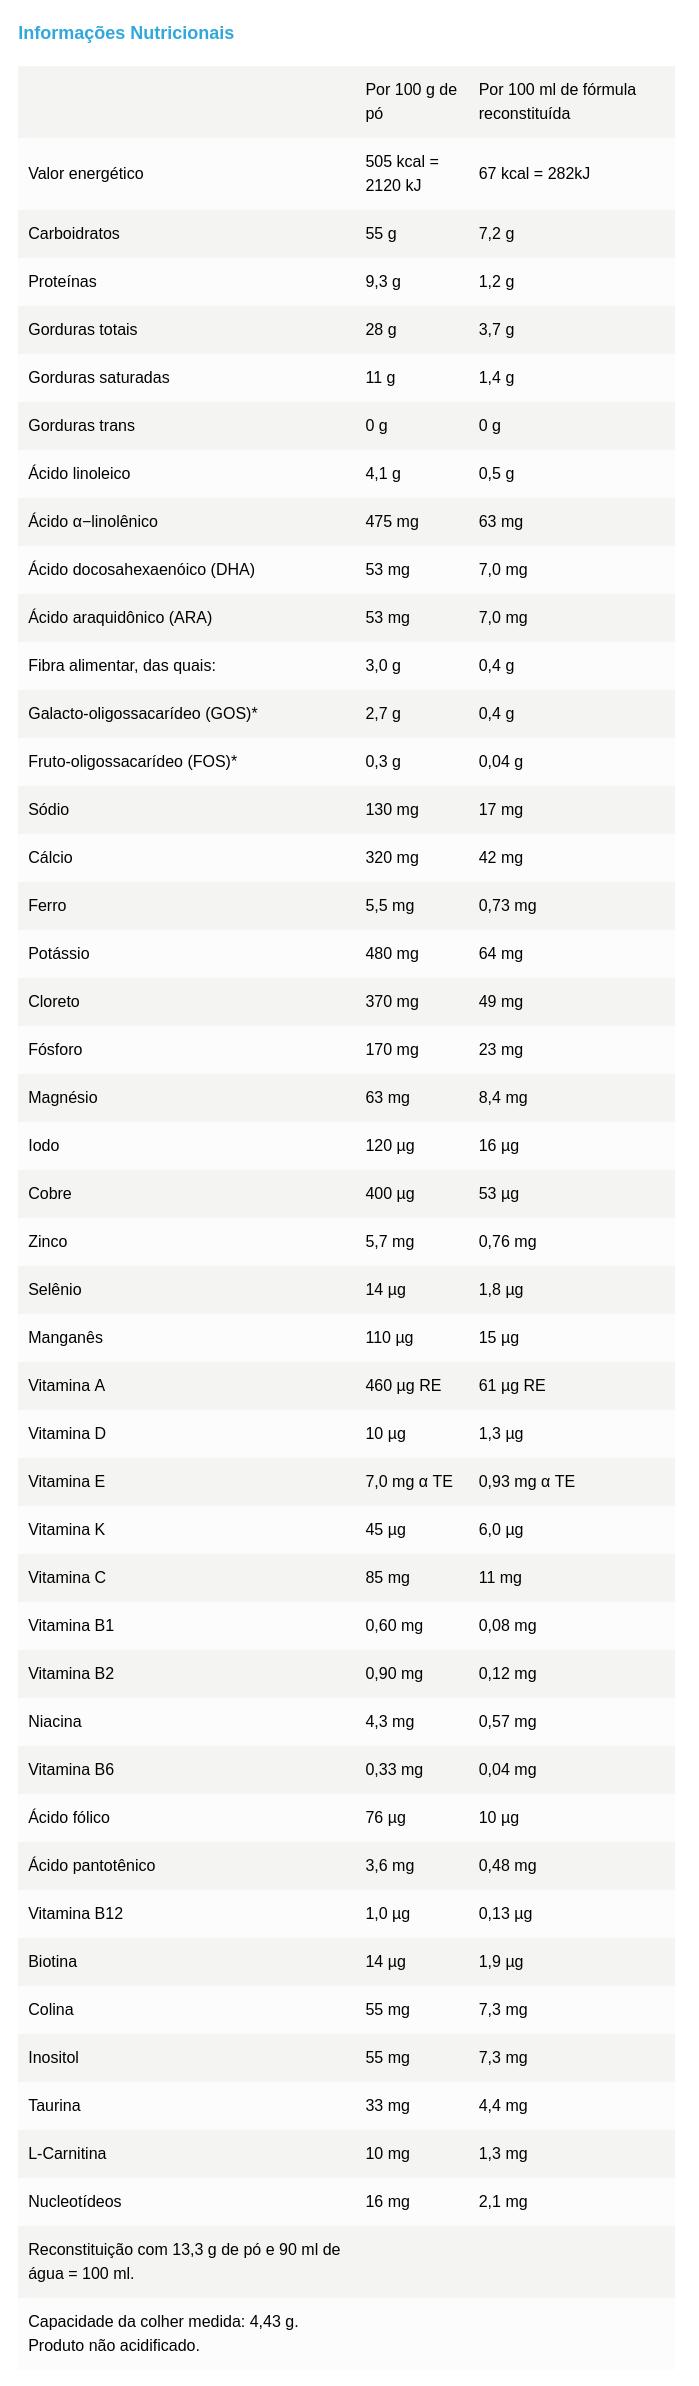 Informações Nutricionais
Por 100 g de pó	Por 100 ml de fórmula reconstituída
Valor energético	505 kcal = 2120 kJ	67 kcal = 282kJ
Carboidratos	55 g	7,2 g
Proteínas	9,3 g	1,2 g
Gorduras totais	28 g	3,7 g
Gorduras saturadas	11 g	1,4 g
Gorduras trans	0 g	0 g
Ácido linoleico	4,1 g	0,5 g
Ácido α−linolênico	475 mg	63 mg
Ácido docosahexaenóico (DHA)	53 mg	7,0 mg
Ácido araquidônico (ARA)	53 mg	7,0 mg
Fibra alimentar, das quais:	3,0 g	0,4 g
Galacto-oligossacarídeo (GOS)*	2,7 g	0,4 g
Fruto-oligossacarídeo (FOS)*	0,3 g	0,04 g
Sódio	130 mg	17 mg
Cálcio	320 mg	42 mg
Ferro	5,5 mg	0,73 mg
Potássio	480 mg	64 mg
Cloreto	370 mg	49 mg
Fósforo	170 mg	23 mg
Magnésio	63 mg	8,4 mg
Iodo	120 µg	16 µg
Cobre	400 µg	53 µg
Zinco	5,7 mg	0,76 mg
Selênio	14 µg	1,8 µg
Manganês	110 µg	15 µg
Vitamina A	460 µg RE	61 µg RE
Vitamina D	10 µg	1,3 µg
Vitamina E	7,0 mg α TE	0,93 mg α TE
Vitamina K	45 µg	6,0 µg
Vitamina C	85 mg	11 mg
Vitamina B1	0,60 mg	0,08 mg
Vitamina B2	0,90 mg	0,12 mg
Niacina	4,3 mg	0,57 mg
Vitamina B6	0,33 mg	0,04 mg
Ácido fólico	76 µg	10 µg
Ácido pantotênico	3,6 mg	0,48 mg
Vitamina B12	1,0 µg	0,13 µg
Biotina	14 µg	1,9 µg
Colina	55 mg	7,3 mg
Inositol	55 mg	7,3 mg
Taurina	33 mg	4,4 mg
L-Carnitina	10 mg	1,3 mg
Nucleotídeos	16 mg	2,1 mg
Reconstituição com 13,3 g de pó e 90 ml de
água = 100 ml.
Capacidade da colher medida: 4,43 g.
Produto não acidificado.